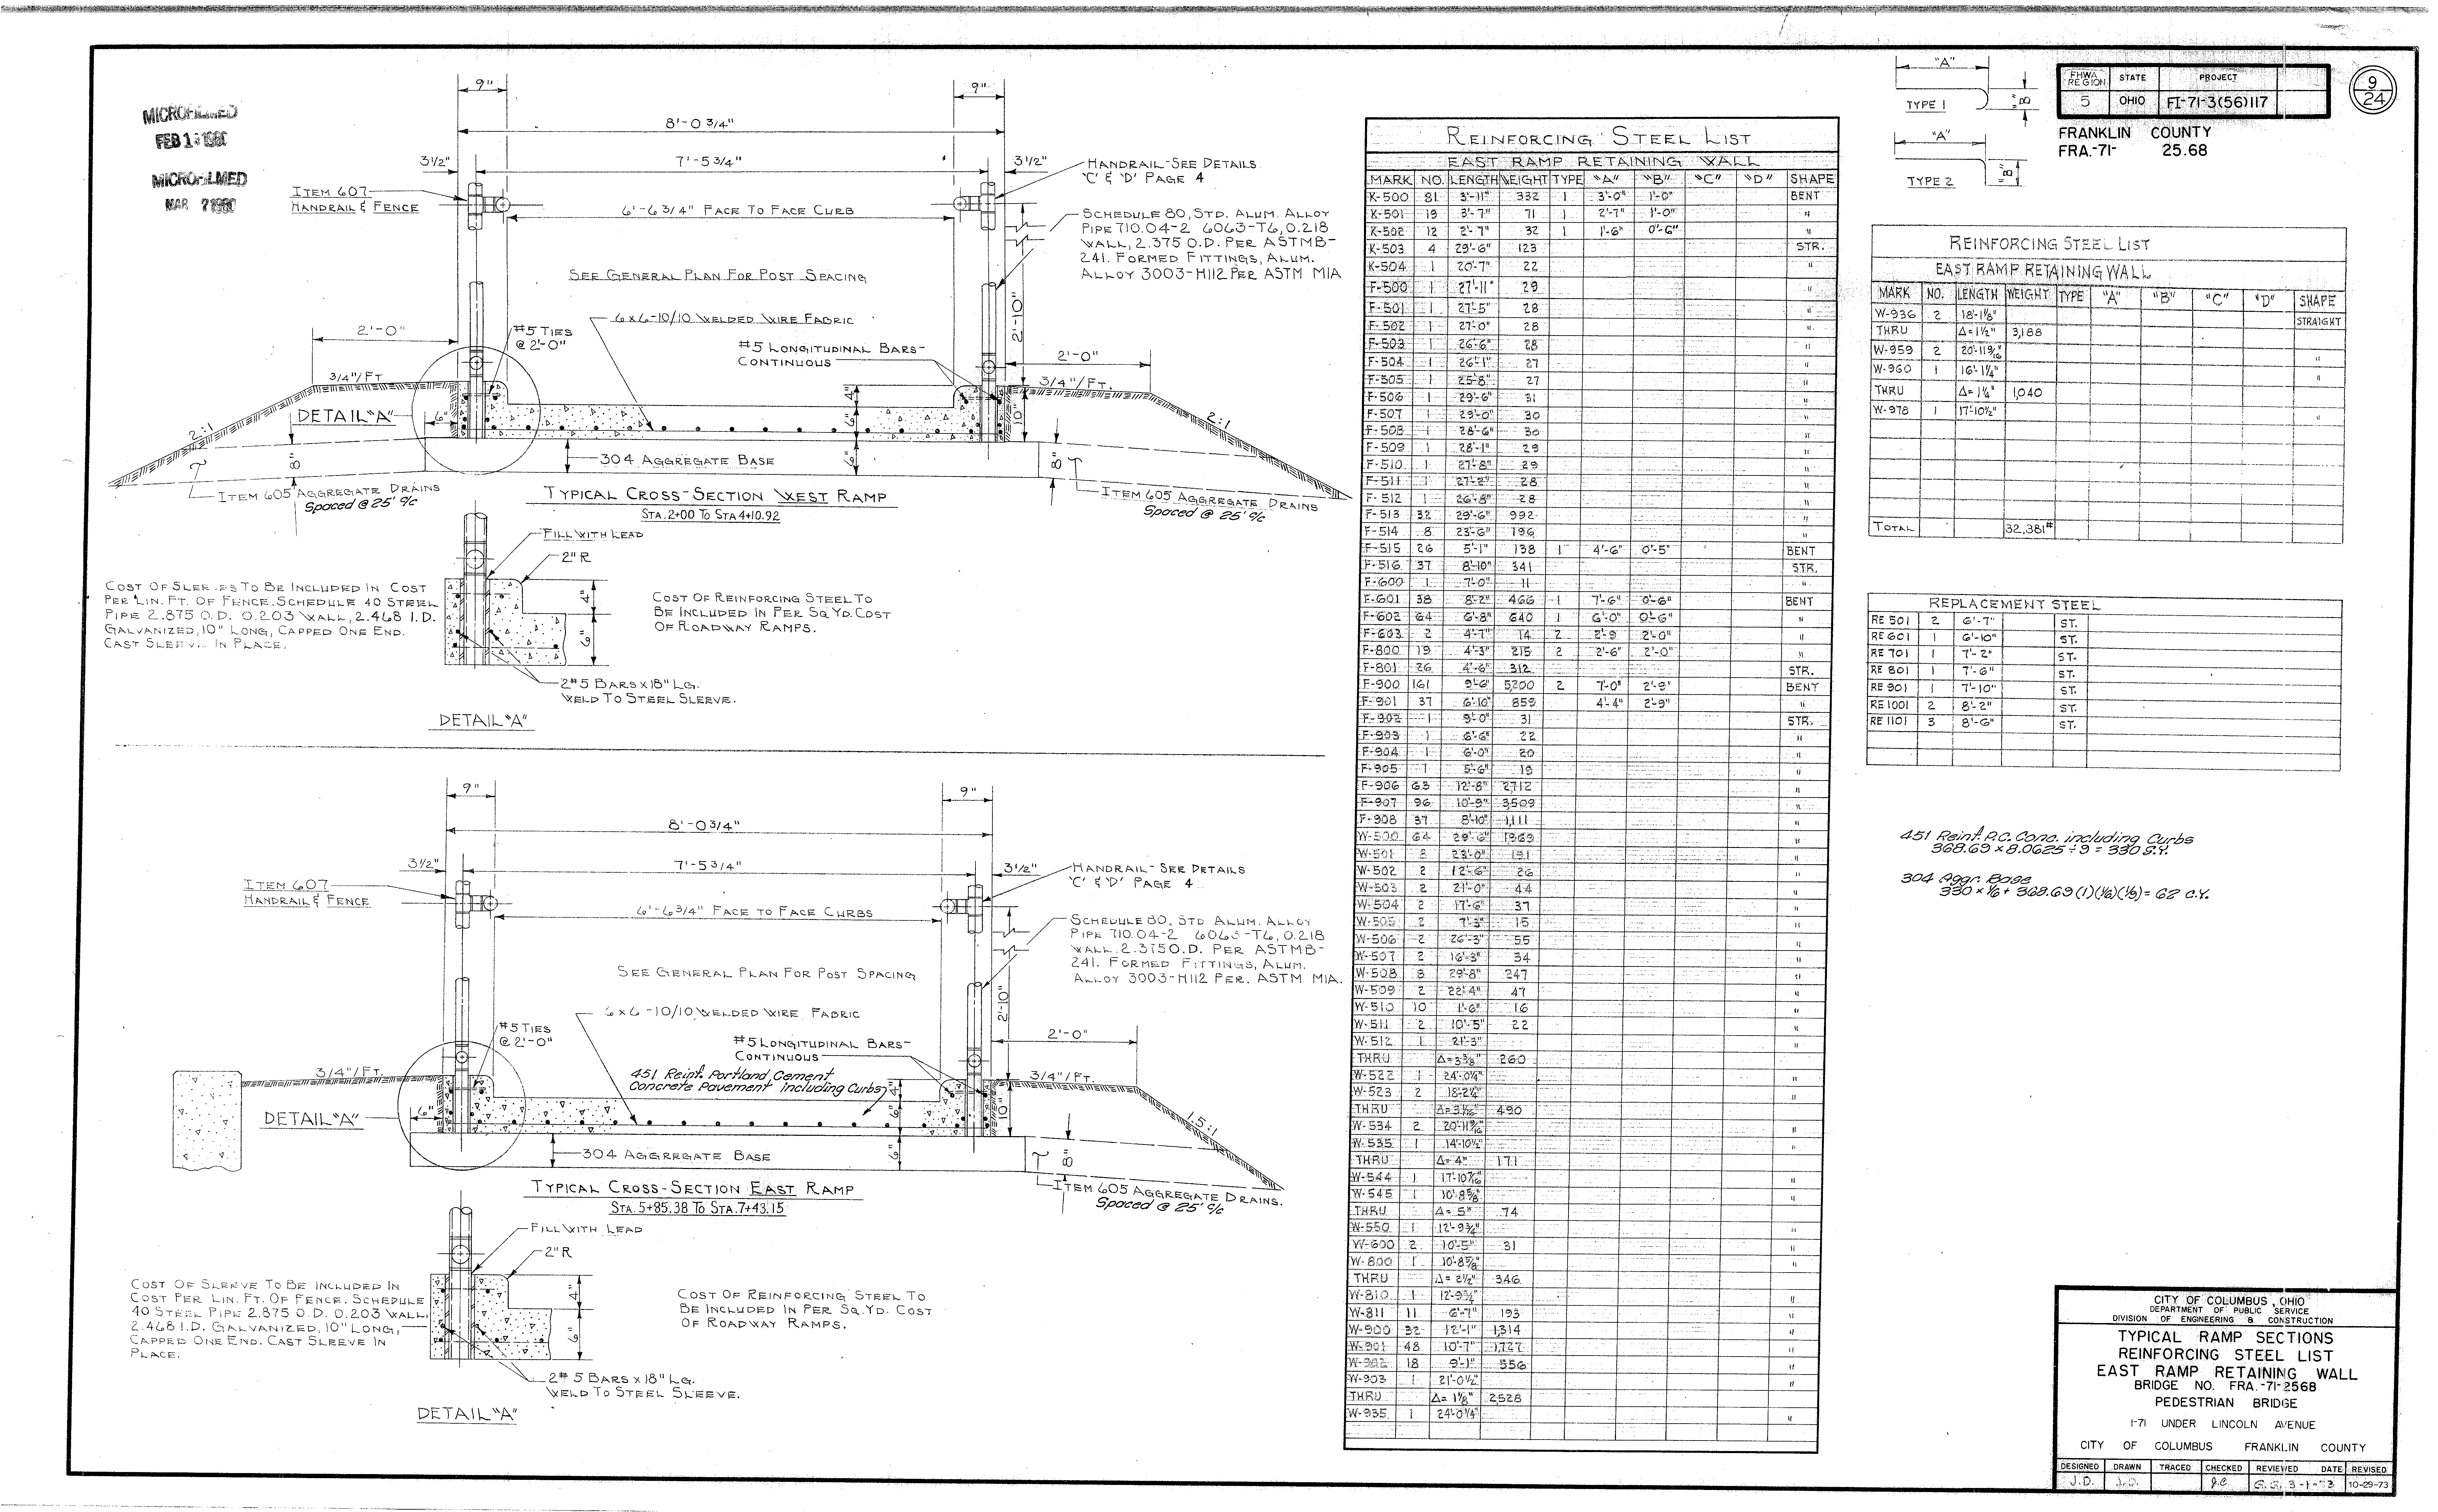 MICROFILMED
FEB 1 1980
MICROFILMED
MAR 7 1980
9"
9"
8'-0 3/4"
3 1/2"
7'-5 3/4"
3 1/2"
ITEM 607
HANDRAIL & FENCE
HANDRAIL-SEE DETAILS
'C' & 'D' PAGE 4
6'-6 3/4" FACE TO FACE CURB
SCHEDULE 80, STD. ALUM. ALLOY
PIPE 710.04-2 6063-T6, 0.218
WALL, 2.375 O.D. PER ASTMB-
241. FORMED FITTINGS, ALUM.
ALLOY 3003-H112 PER ASTM M1A
SEE GENERAL PLAN FOR POST SPACING
2'-10"
2'-0"
#5 TIES
@ 2'-0"
6x6-10/10 WELDED WIRE FABRIC
#5 LONGITUDINAL BARS-
CONTINUOUS
2'-0"
3/4"/FT
3/4"/FT.
DETAIL "A"
6"
4"
6"
10"
2:1
2:1
8"
304 AGGREGATE BASE
6"
8"
ITEM 605 AGGREGATE DRAINS
Spaced @ 25' c/c
TYPICAL CROSS-SECTION WEST RAMP
STA. 2+00 TO STA 4+10.92
ITEM 605 AGGREGATE DRAINS
Spaced @ 25' c/c
FILL WITH LEAD
2" R
COST OF SLEEVES TO BE INCLUDED IN COST
PER LIN. FT. OF FENCE. SCHEDULE 40 STEEL
PIPE 2.875 O.D. 0.203 WALL, 2.468 I.D.
GALVANIZED, 10" LONG, CAPPED ONE END.
CAST SLEEVE IN PLACE.
4"
6"
COST OF REINFORCING STEEL TO
BE INCLUDED IN PER SQ. YD. COST
OF ROADWAY RAMPS.
2 #5 BARS x 18" LG.
WELD TO STEEL SLEEVE.
DETAIL "A"
9"
9"
8'-0 3/4"
3 1/2"
7'-5 3/4"
3 1/2"
ITEM 607
HANDRAIL & FENCE
HANDRAIL-SEE DETAILS
'C' & 'D' PAGE 4
6'-6 3/4" FACE TO FACE CURBS
SCHEDULE 80, STD ALUM. ALLOY
PIPE 710.04-2 6063-T6, 0.218
WALL, 2.375 O.D. PER ASTMB-
241. FORMED FITTINGS, ALUM.
ALLOY 3003-H112 PER. ASTM M1A.
SEE GENERAL PLAN FOR POST SPACING
2'-10"
#5 TIES
@ 2'-0"
6x6-10/10 WELDED WIRE FABRIC
#5 LONGITUDINAL BARS-
CONTINUOUS
2'-0"
451 Reinf. Portland Cement
Concrete Pavement Including Curbs
3/4"/FT.
3/4"/FT.
DETAIL "A"
6"
4"
6"
10"
1.5:1
304 AGGREGATE BASE
6"
8"
TYPICAL CROSS-SECTION EAST RAMP
STA. 5+85.38 TO STA. 7+43.15
ITEM 605 AGGREGATE DRAINS.
Spaced @ 25' c/c
FILL WITH LEAD
2" R
COST OF SLEEVE TO BE INCLUDED IN
COST PER LIN. FT. OF FENCE. SCHEDULE
40 STEEL PIPE 2.875 O.D. 0.203 WALL,
2.468 I.D. GALVANIZED, 10" LONG,
CAPPED ONE END. CAST SLEEVE IN
PLACE.
4"
6"
COST OF REINFORCING STEEL TO
BE INCLUDED IN PER SQ. YD. COST
OF ROADWAY RAMPS.
2 #5 BARS x 18" LG.
WELD TO STEEL SLEEVE.
DETAIL "A"
REINFORCING STEEL LIST
EAST RAMP RETAINING WALL
MARK NO. LENGTH WEIGHT TYPE "A" "B" "C" "D" SHAPE
K-500 81 3'-11" 332 1 3'-0" 1'-0" BENT
K-501 19 3'-7" 71 1 2'-7" 1'-0" "
K-502 12 2'-7" 32 1 1'-6" 0'-6" "
K-503 4 29'-6" 123 STR.
K-504 1 20'-7" 22 "
F-500 1 27'-11" 29 "
F-501 1 27'-5" 28 "
F-502 1 27'-0" 28 "
F-503 1 26'-6" 28 "
F-504 1 26'-1" 27 "
F-505 1 25'-8" 27 "
F-506 1 29'-6" 31 "
F-507 1 29'-0" 30 "
F-508 1 28'-6" 30 "
F-509 1 28'-1" 29 "
F-510 1 27'-8" 29 "
F-511 1 27'-2" 28 "
F-512 1 26'-8" 28 "
F-513 32 29'-6" 992 "
F-514 8 23'-6" 196 "
F-515 26 5'-1" 138 1 4'-6" 0'-5" BENT
F-516 37 8'-10" 341 STR.
F-600 1 7'-0" 11 "
F-601 38 8'-2" 466 1 7'-6" 0'-6" BENT
F-602 64 6'-8" 640 1 6'-0" 0'-6" "
F-603 2 4'-7" 14 2 2'-9 2'-0" "
F-800 19 4'-3" 215 2 2'-6" 2'-0" "
F-801 26 4'-6" 312 STR.
F-900 161 9'-6" 5,200 2 7'-0" 2'-9" BENT
F-901 37 6'-10" 859 4'-4" 2'-9" "
F-902 1 9'-0" 31 STR.
F-903 1 6'-6" 22 "
F-904 1 6'-0" 20 "
F-905 1 5'-6" 19 "
F-906 63 12'-8" 2,712 "
F-907 96 10'-9" 3,509 "
F-908 37 8'-10" 1,111 "
W-500 64 29'-6" 1969 "
W-501 8 23'-0" 191 "
W-502 2 12'-6" 26 "
W-503 2 21'-0" 44 "
W-504 2 17'-6" 37 "
W-505 2 7'-3" 15 "
W-506 2 26'-3" 55 "
W-507 2 16'-3" 34 "
W-508 8 29'-8" 247 "
W-509 2 22'-4" 47 "
W-510 10 1'-6" 16 "
W-511 2 10'-5" 22 "
W-512 1 21'-3"
THRU Δ=3 3/8" 260
W-522 1 24'-0 1/4" "
W-523 2 18'-2 1/4" "
THRU Δ=3 1/16" 490
W-534 2 20'-11 9/16" "
W-535 1 14'-10 1/2" "
THRU Δ=4" 171
W-544 1 17'-10 7/16" "
W-545 1 10'-8 5/8" "
THRU Δ=5" 74
W-550 1 12'-9 3/4" "
W-600 2 10'-5" 31 "
W-800 1 10'-8 5/8" "
THRU Δ=2 1/2" 346
W-810 1 12'-9 3/4" "
W-811 11 6'-7" 193 "
W-900 32 12'-1" 1,314 "
W-901 48 10'-7" 1,727 "
W-902 18 9'-1" 556 "
W-903 1 21'-0 1/2" "
THRU Δ=1 1/8" 2,528
W-935 1 24'-0 1/4" "
"A"
"B"
TYPE 1
"A"
"B"
TYPE 2
FHWA REGION STATE PROJECT
5 OHIO FI-71-3(56)117
9
24
FRANKLIN COUNTY
FRA.-71- 25.68
REINFORCING STEEL LIST
EAST RAMP RETAINING WALL
MARK NO. LENGTH WEIGHT TYPE "A" "B" "C" "D" SHAPE
W-936 2 18'-1 1/8" STRAIGHT
THRU Δ=1 1/2" 3,188
W-959 2 20'-11 9/16" "
W-960 1 16'-1 1/4" "
THRU Δ=1 1/4" 1,040
W-978 1 17'-10 1/2" "
TOTAL 32,381#
REPLACEMENT STEEL
RE 501 2 6'-7" ST.
RE 601 1 6'-10" ST.
RE 701 1 7'-2" ST.
RE 801 1 7'-6" ST.
RE 901 1 7'-10" ST.
RE 1001 2 8'-2" ST.
RE 1101 3 8'-6" ST.
451 Reinf. P.C. Conc. including Curbs
368.69 x 8.0625 ÷ 9 = 330 S.Y.
304 Aggr. Base
330 x 1/6 + 368.69 (1)(1/6)(1/9) = 62 C.Y.
CITY OF COLUMBUS, OHIO
DEPARTMENT OF PUBLIC SERVICE
DIVISION OF ENGINEERING & CONSTRUCTION
TYPICAL RAMP SECTIONS
REINFORCING STEEL LIST
EAST RAMP RETAINING WALL
BRIDGE NO. FRA.-71-2568
PEDESTRIAN BRIDGE
I-71 UNDER LINCOLN AVENUE
CITY OF COLUMBUS FRANKLIN COUNTY
DESIGNED DRAWN TRACED CHECKED REVIEWED DATE REVISED
J.D. J.D. JC G.G. 3-1-73 10-29-73